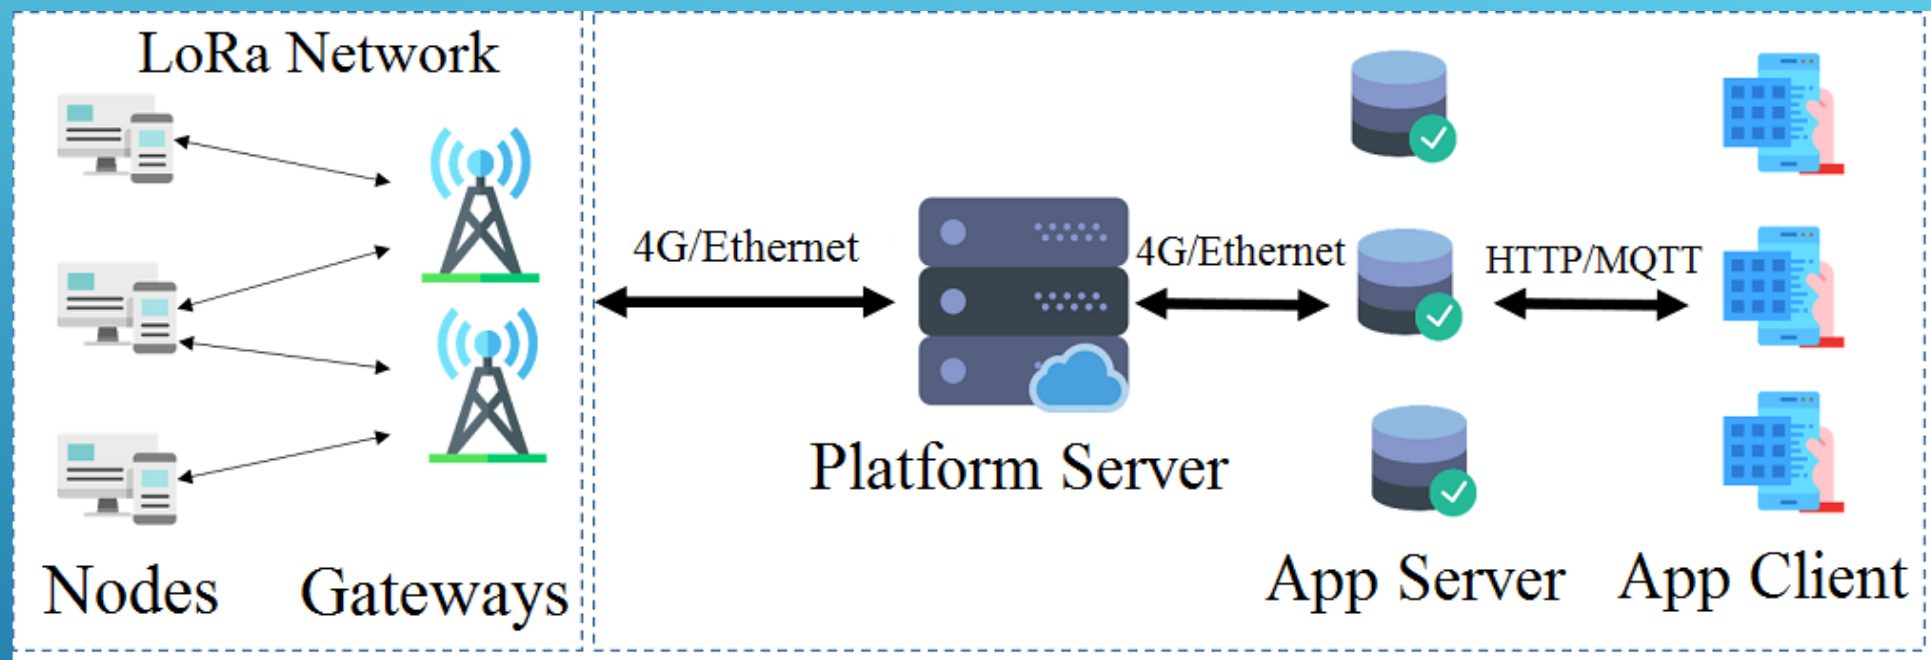 LoRa Network
4G/Ethernet
4G/Ethernet
HTTP/MQTT
Platform Server
Nodes
Gateways
App Server
App Client